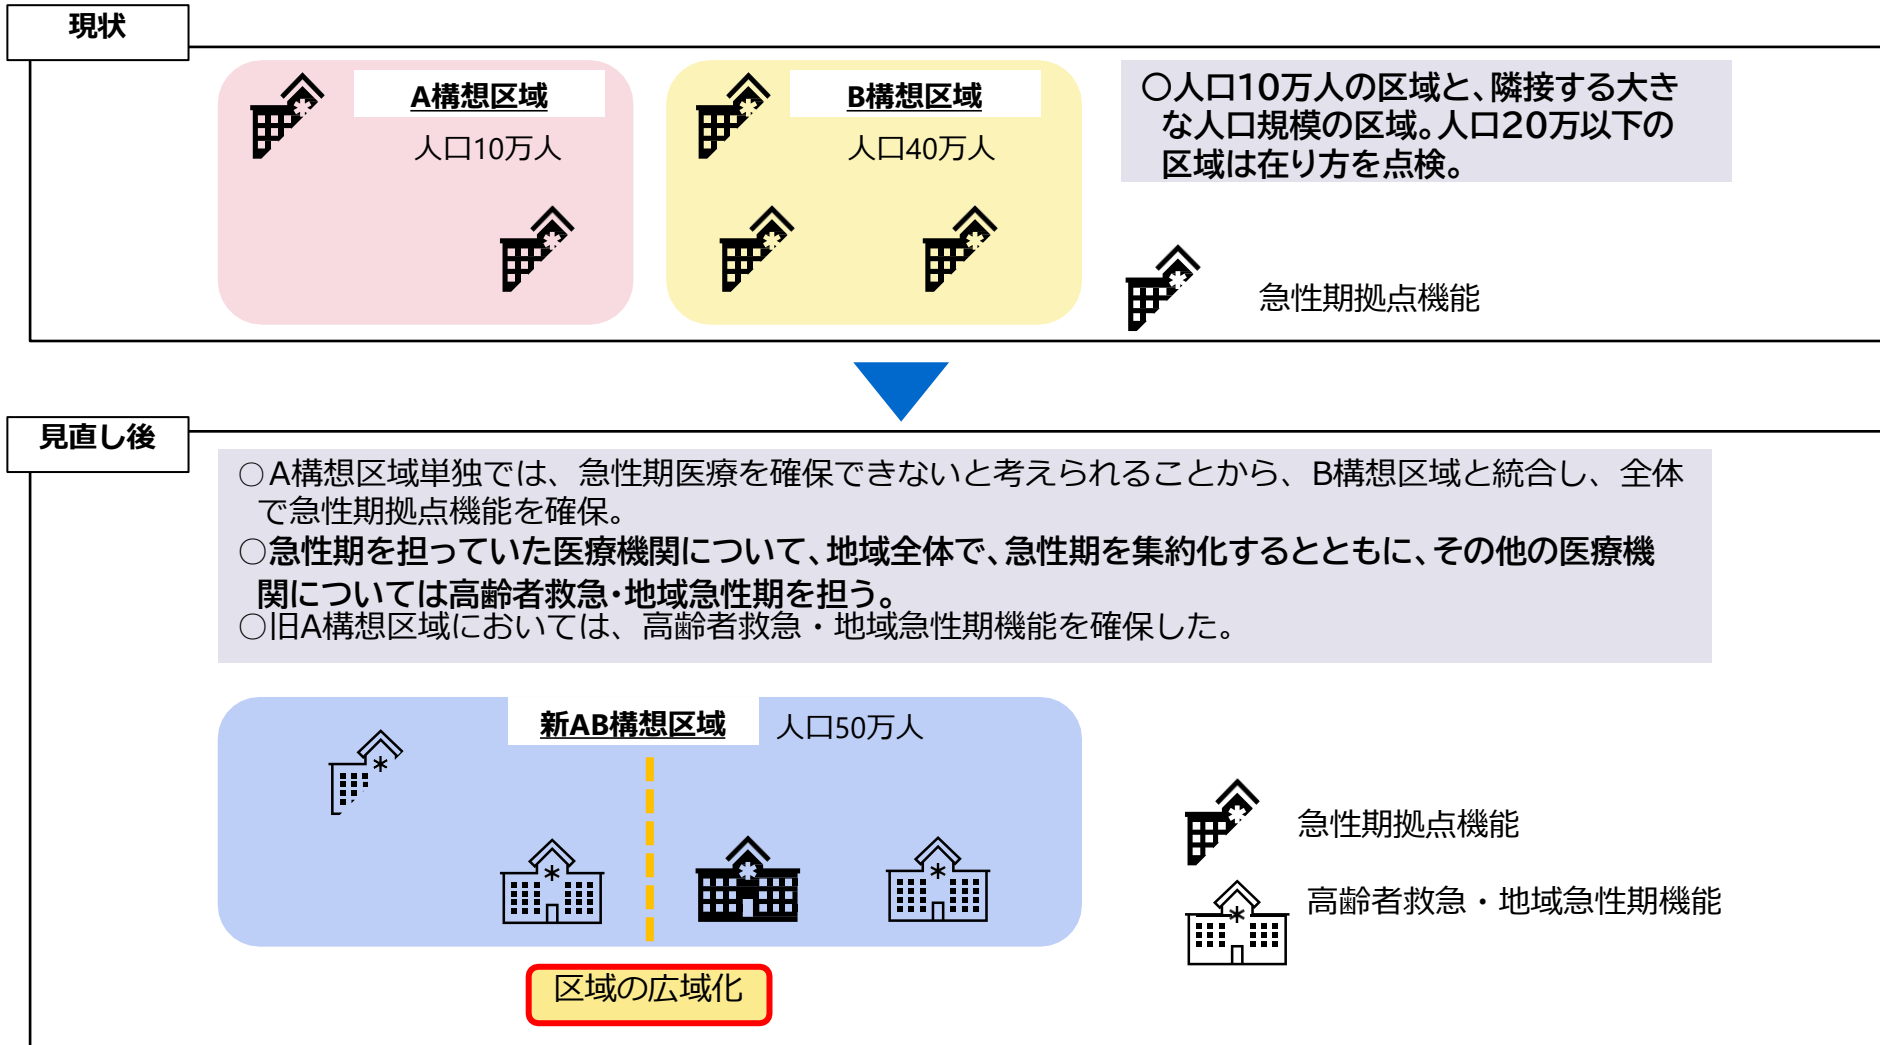 現状
A構想区域
人口10万人
B構想区域
人口40万人
○人口10万人の区域と、隣接する大き
な人口規模の区域。人口20万以下の
区域は在り方を点検。
急性期拠点機能
見直し後
○A構想区域単独では、急性期医療を確保できないと考えられることから、B構想区域と統合し、全体
で急性期拠点機能を確保。
○急性期を担っていた医療機関について、地域全体で、急性期を集約化するとともに、その他の医療機
関については高齢者救急・地域急性期を担う。
○旧A構想区域においては、高齢者救急・地域急性期機能を確保した。
新AB構想区域
人口50万人
急性期拠点機能
高齢者救急・地域急性期機能
区域の広域化